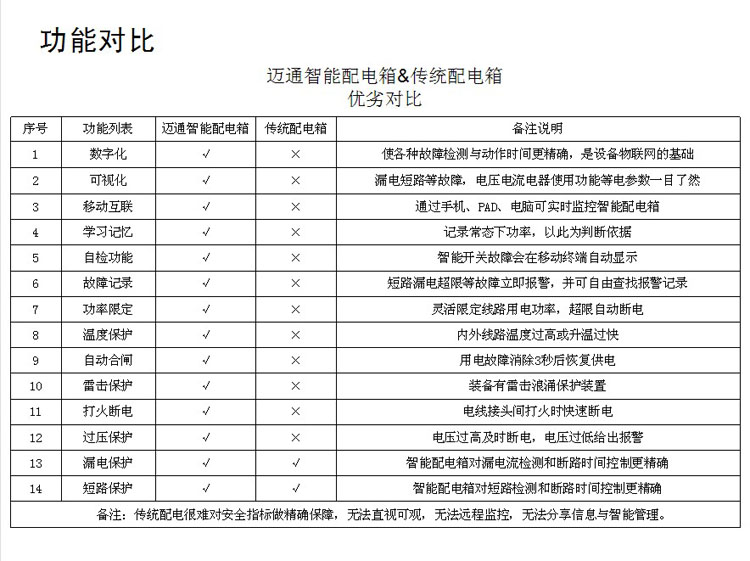 功能对比
迈通智能配电箱&传统配电箱
优劣对比
序号 功能列表 迈通智能配电箱 传统配电箱 备注说明
1 数字化 √ × 使各种故障检测与动作时间更精确，是设备物联网的基础
2 可视化 √ × 漏电短路等故障，电压电流电器使用功能等电参数一目了然
3 移动互联 √ × 通过手机、PAD、电脑可实时监控智能配电箱
4 学习记忆 √ × 记录常态下功率，以此为判断依据
5 自检功能 √ × 智能开关故障会在移动终端自动显示
6 故障记录 √ × 短路漏电超限等故障立即报警，并可自由查找报警记录
7 功率限定 √ × 灵活限定线路用电功率，超限自动断电
8 温度保护 √ × 内外线路温度过高或升温过快
9 自动合闸 √ × 用电故障消除3秒后恢复供电
10 雷击保护 √ × 装备有雷击浪涌保护装置
11 打火断电 √ × 电线接头间打火时快速断电
12 过压保护 √ × 电压过高及时断电，电压过低给出报警
13 漏电保护 √ √ 智能配电箱对漏电流检测和断路时间控制更精确
14 短路保护 √ √ 智能配电箱对短路检测和断路时间控制更精确
备注：传统配电很难对安全指标做精确保障，无法直视可观，无法远程监控，无法分享信息与智能管理。